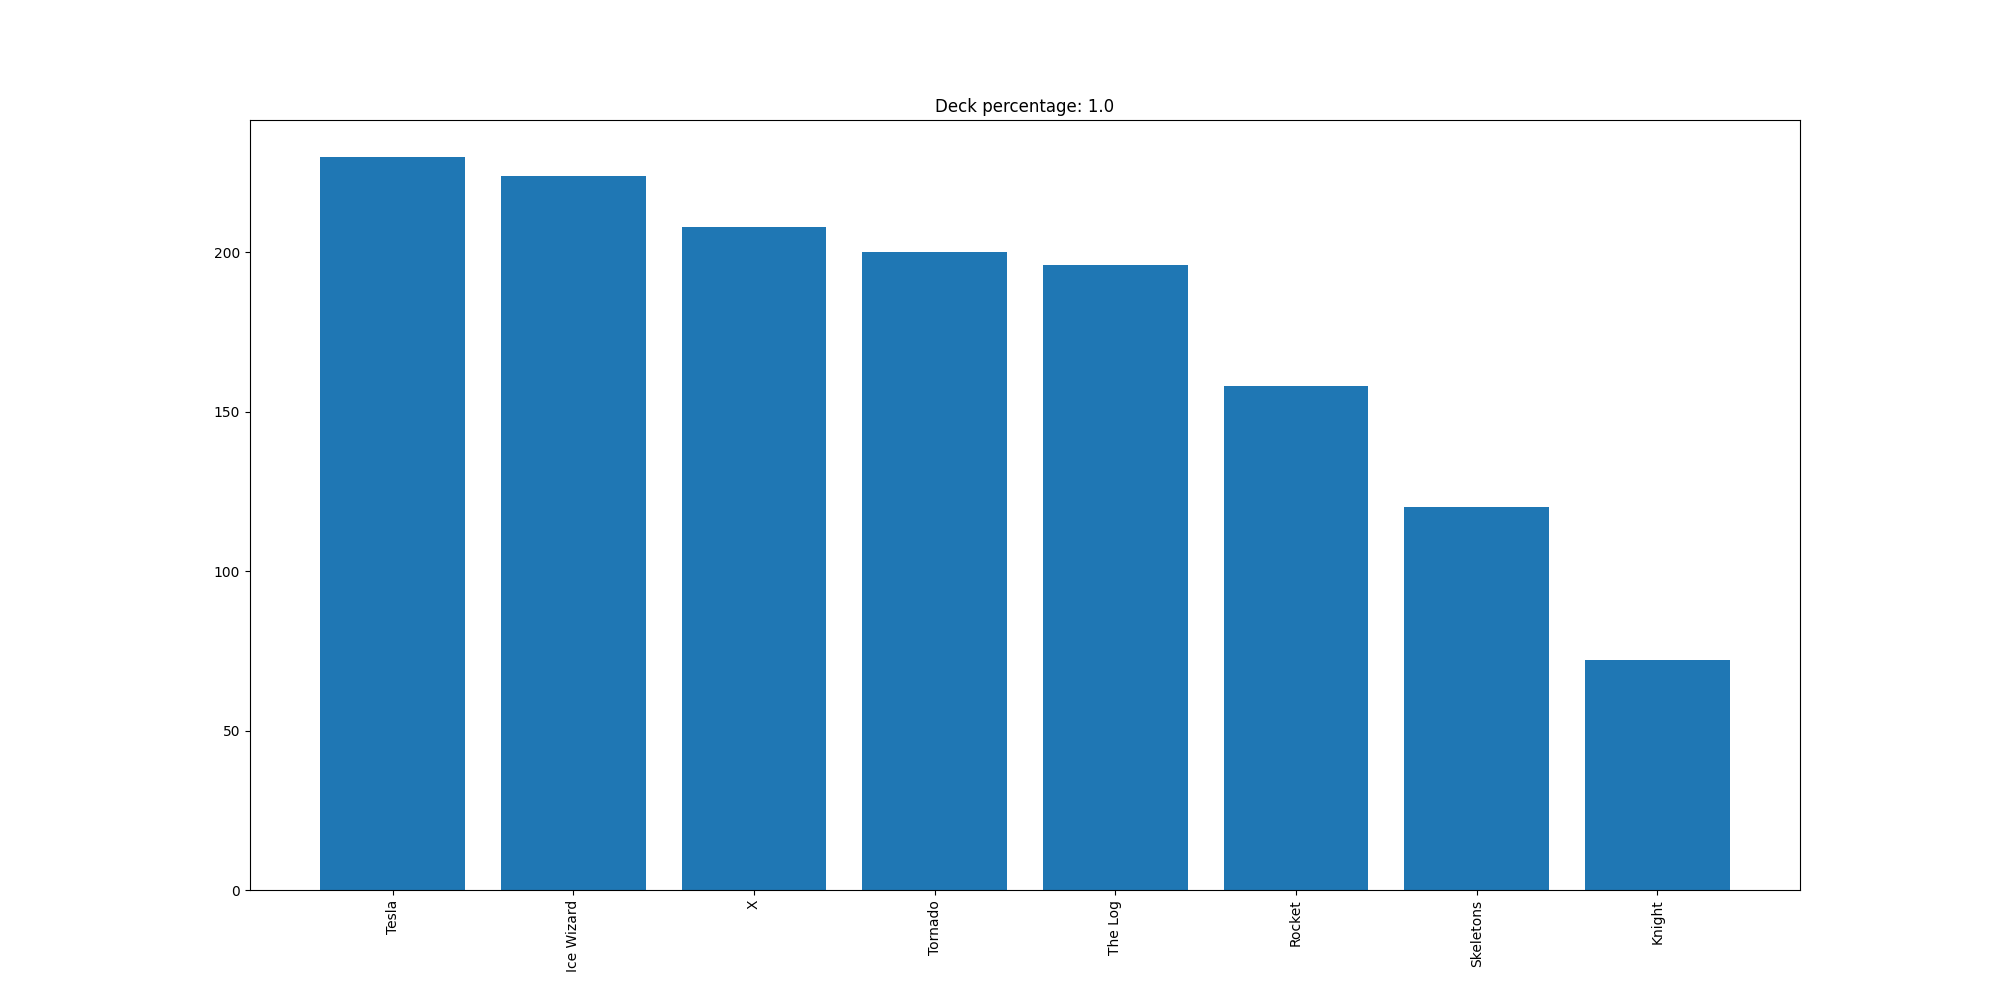 Deck percentage: 1.0
200
150
100
50
0
Tesla
Ice Wizard
X
Tornado
The Log
Rocket
Skeletons
Knight